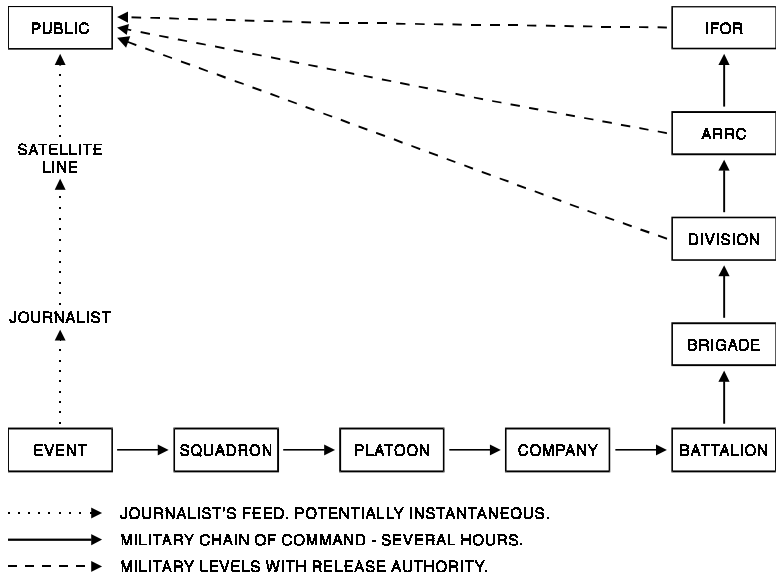 PUBLIC
IFOR
ARRC
SATELLITE
LINE
DIVISION
JOURNALIST
BRIGADE
EVENT
SQUADRON
PLATOON
COMPANY
BATTALION
JOURNALIST'S FEED. POTENTIALLY INSTANTANEOUS.
MILITARY CHAIN OF COMMAND - SEVERAL HOURS.
MILITARY LEVELS WITH RELEASE AUTHORITY.